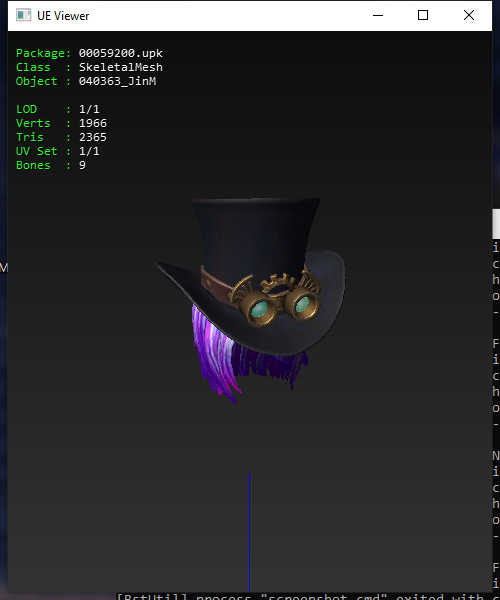 UE Viewer
Package: 00059200.upk
Class : SkeletalMesh
Object : 040363_JinM
LOD : 1/1
Verts : 1966
Tris : 2365
UV Set : 1/1
Bones : 9
M
i
c
h
o
-
F
i
c
h
o
-
N
i
c
h
o
-
F
i
[BstUtil] process "screenshot.cmd" exited with c